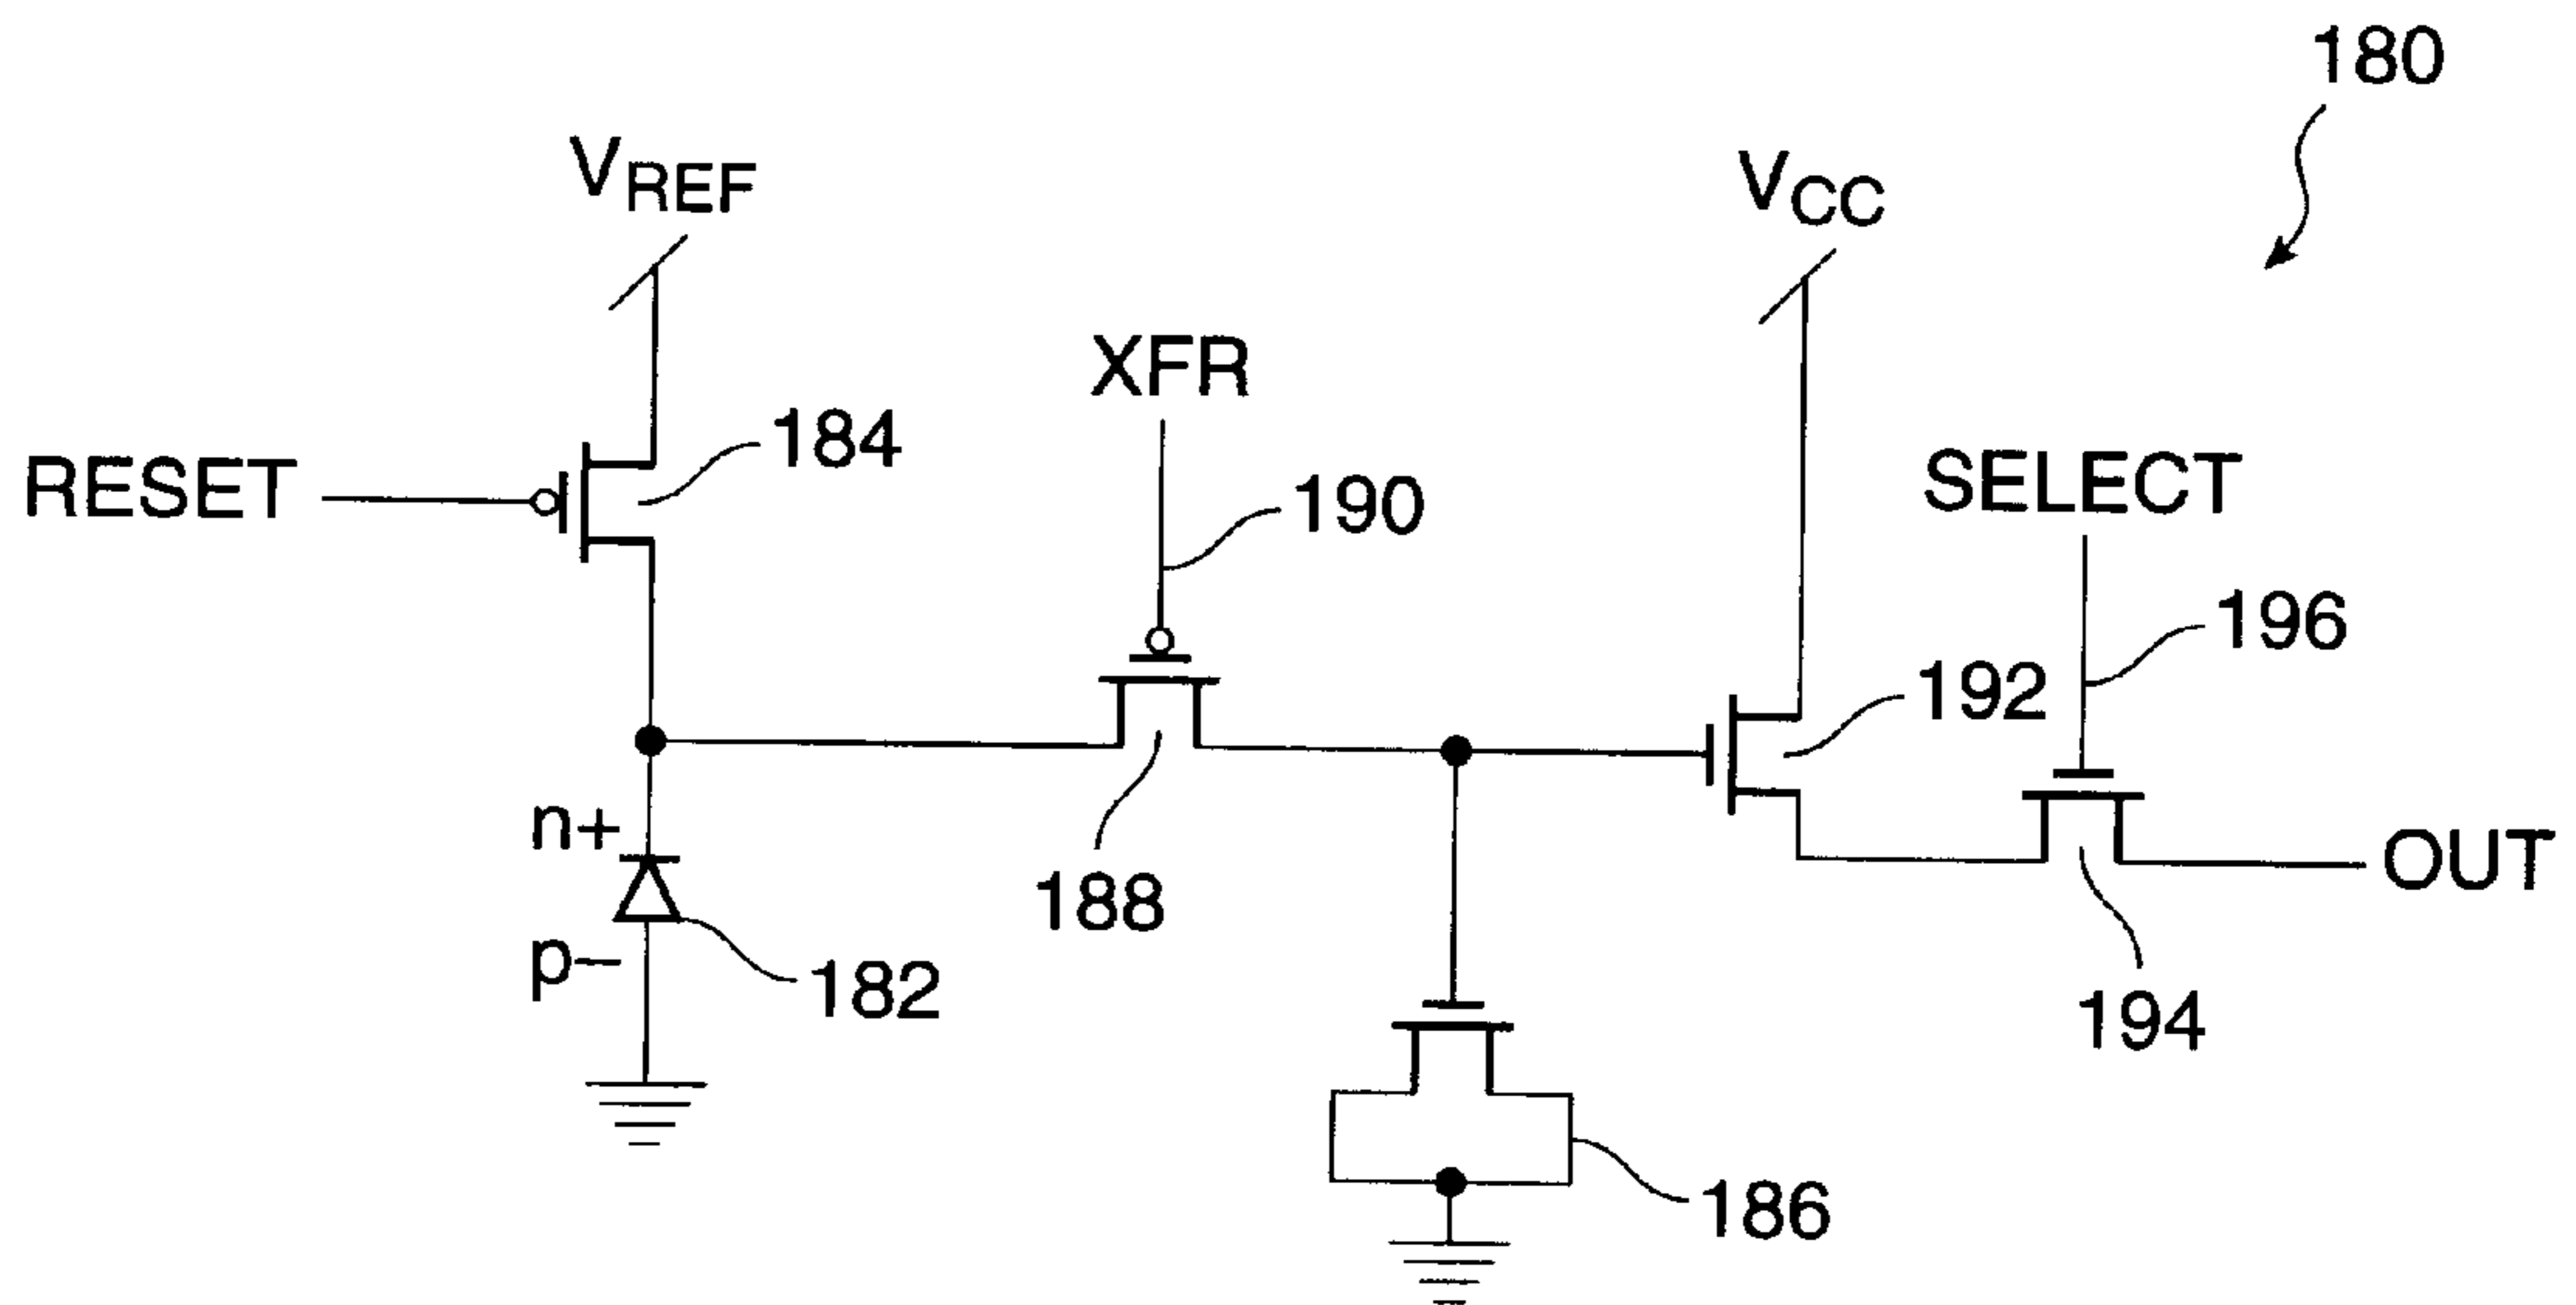 180
VREF
VCC
XFR
184
RESET
190
SELECT
196
192
n+
188
OUT
p−
182
194
186